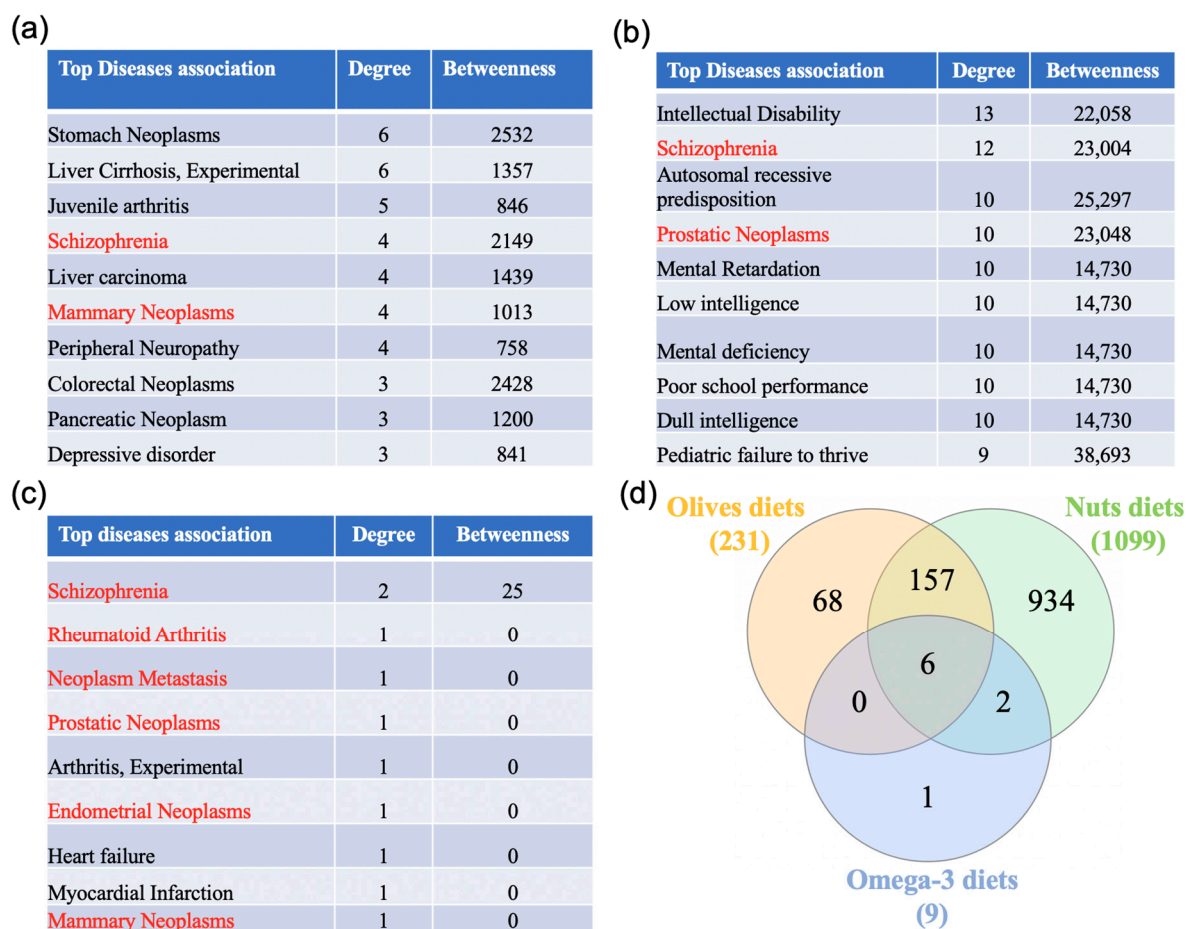 (a)
Top Diseases association Degree Betweenness
Stomach Neoplasms 6 2532
Liver Cirrhosis, Experimental 6 1357
Juvenile arthritis 5 846
Schizophrenia 4 2149
Liver carcinoma 4 1439
Mammary Neoplasms 4 1013
Peripheral Neuropathy 4 758
Colorectal Neoplasms 3 2428
Pancreatic Neoplasm 3 1200
Depressive disorder 3 841
(b)
Top Diseases association Degree Betweenness
Intellectual Disability 13 22,058
Schizophrenia 12 23,004
Autosomal recessive
predisposition 10 25,297
Prostatic Neoplasms 10 23,048
Mental Retardation 10 14,730
Low intelligence 10 14,730
Mental deficiency 10 14,730
Poor school performance 10 14,730
Dull intelligence 10 14,730
Pediatric failure to thrive 9 38,693
(c)
Top diseases association Degree Betweenness
Schizophrenia 2 25
Rheumatoid Arthritis 1 0
Neoplasm Metastasis 1 0
Prostatic Neoplasms 1 0
Arthritis, Experimental 1 0
Endometrial Neoplasms 1 0
Heart failure 1 0
Myocardial Infarction 1 0
Mammary Neoplasms 1 0
(d)
Olives diets
(231)
Nuts diets
(1099)
68
157
934
6
0
2
1
Omega-3 diets
(9)